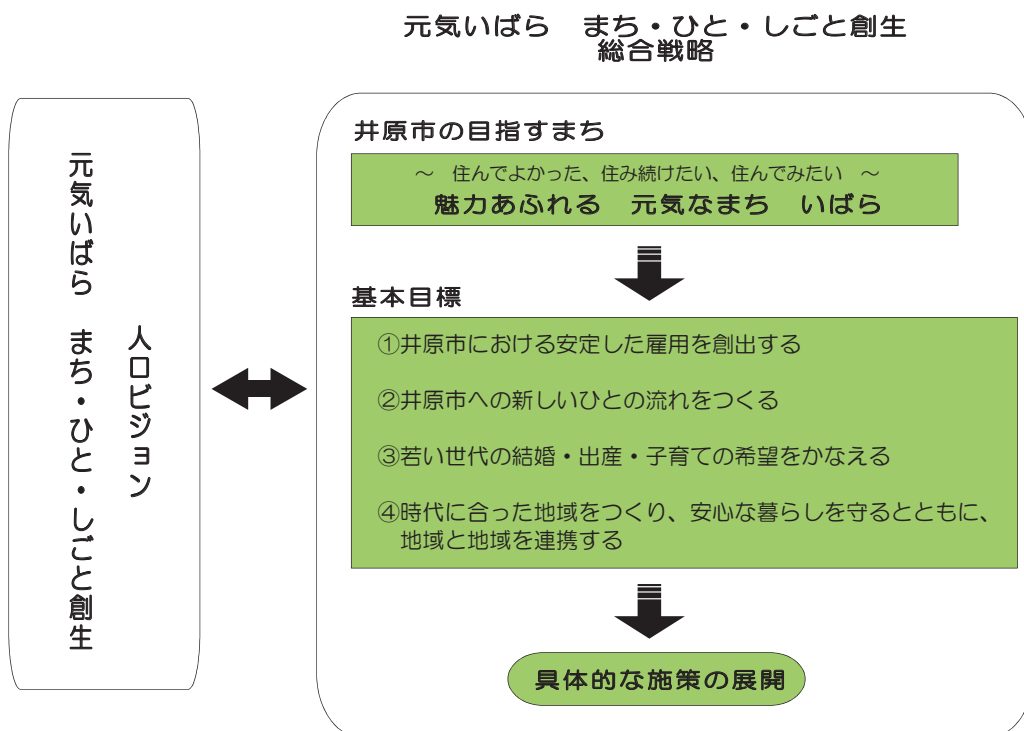 元気いばら　まち・ひと・しごと創生
総合戦略
元気いばら　まち・ひと・しごと創生
人口ビジョン
井原市の目指すまち
～　住んでよかった、住み続けたい、住んでみたい　～
魅力あふれる　元気なまち　いばら
基本目標
①井原市における安定した雇用を創出する
②井原市への新しいひとの流れをつくる
③若い世代の結婚・出産・子育ての希望をかなえる
④時代に合った地域をつくり、安心な暮らしを守るとともに、
地域と地域を連携する
具体的な施策の展開